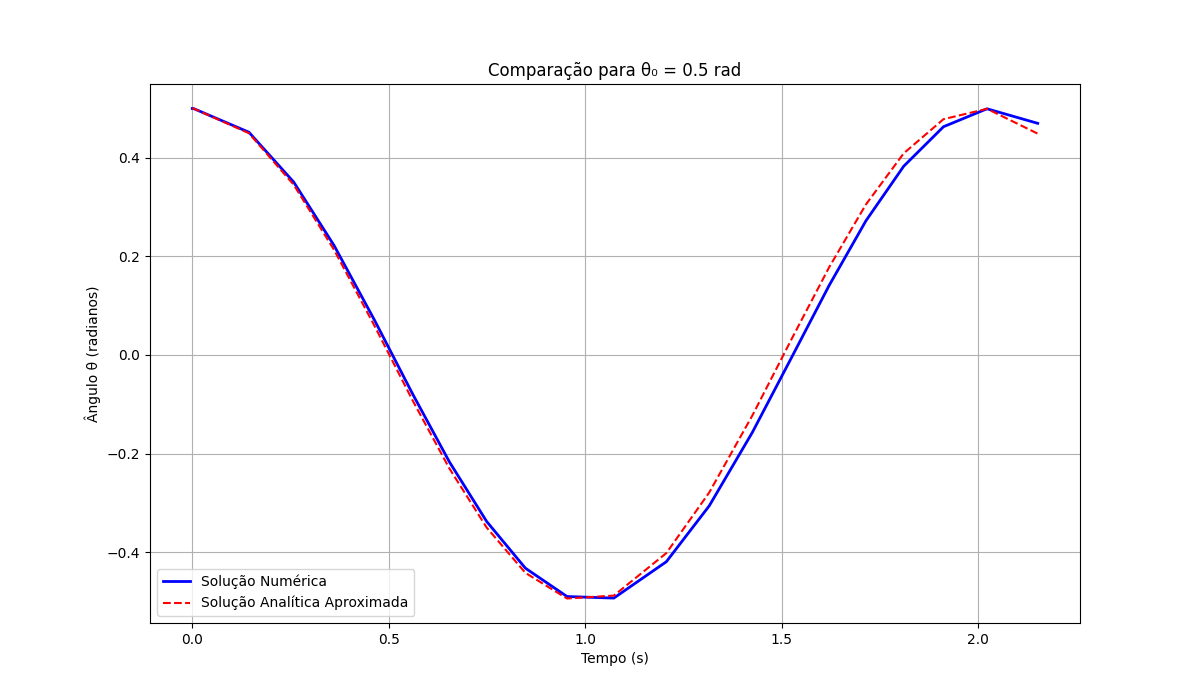 Comparação para θ₀ = 0.5 rad
Ângulo θ (radianos)
0.4
0.2
0.0
−0.2
−0.4
Solução Numérica
Solução Analítica Aproximada
0.0 0.5 1.0 1.5 2.0
Tempo (s)